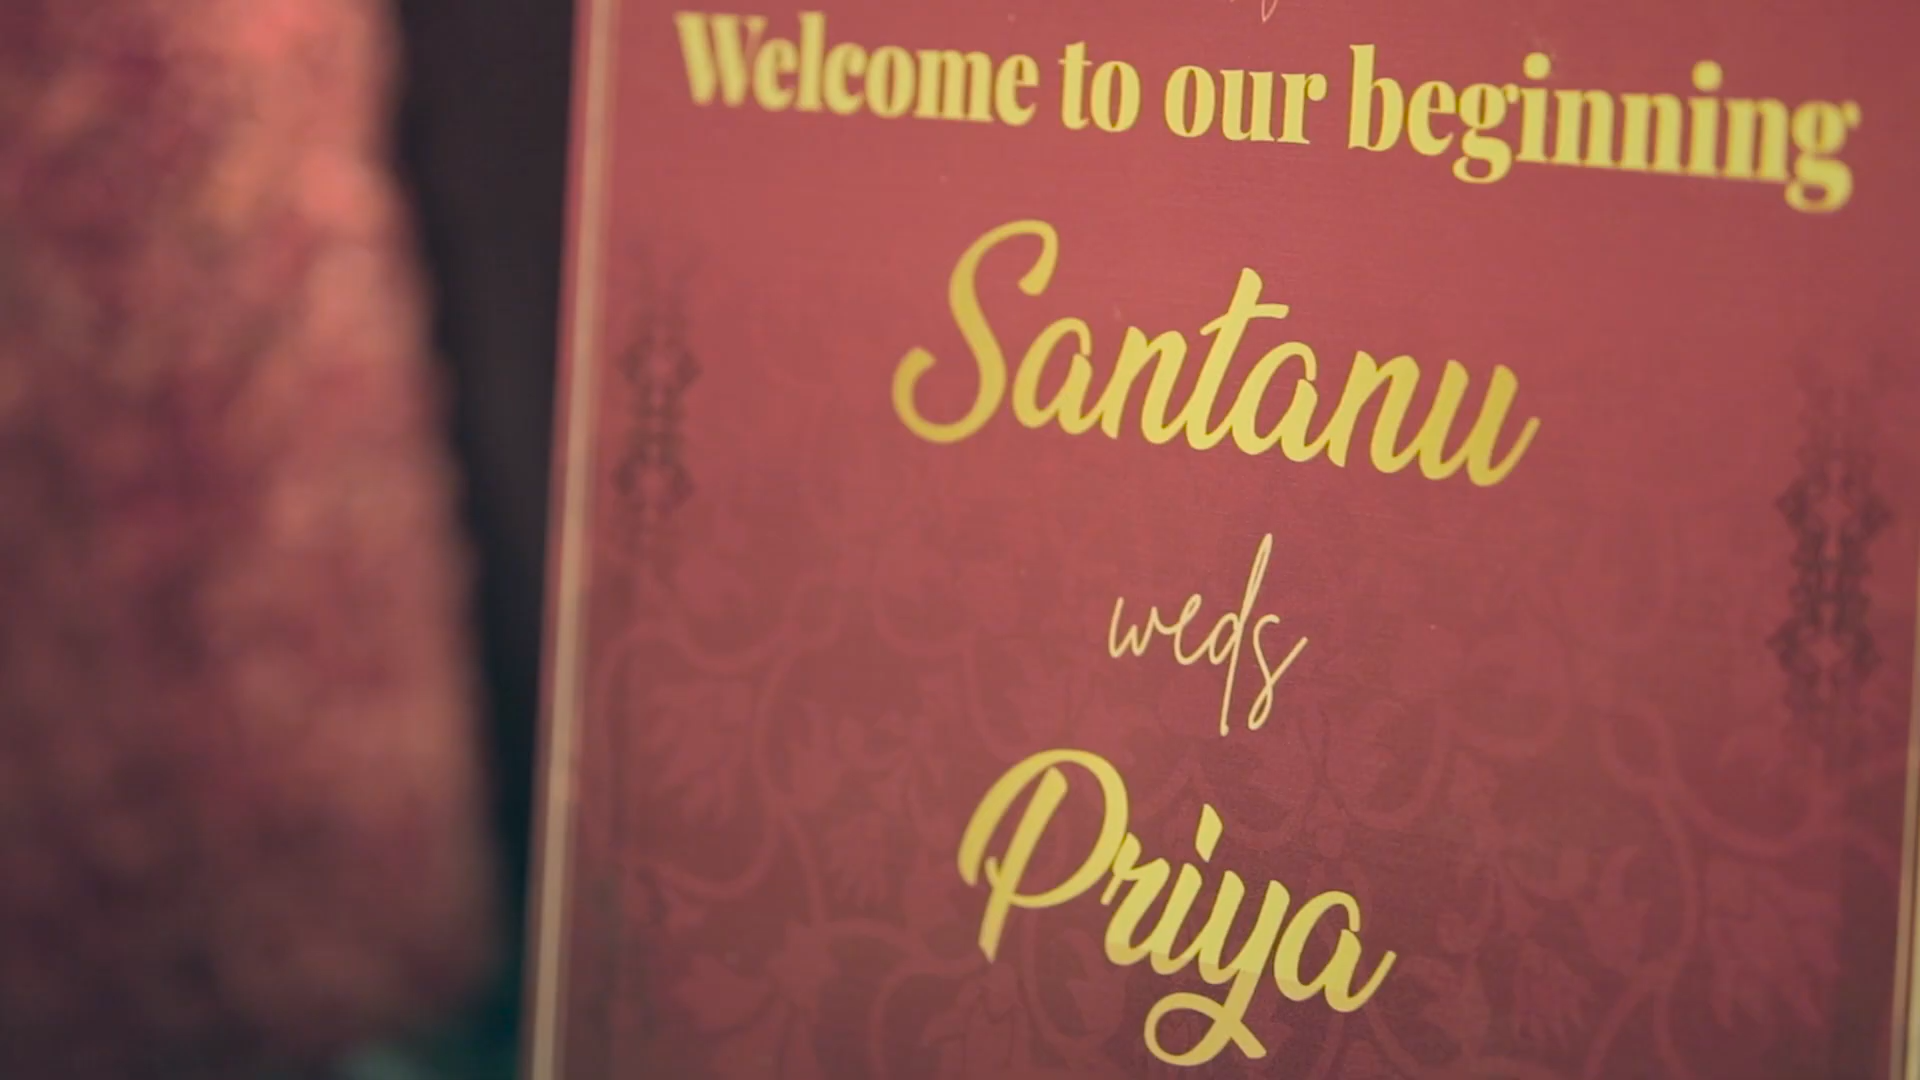 Welcome to our beginning
Santanu
weds
Priya